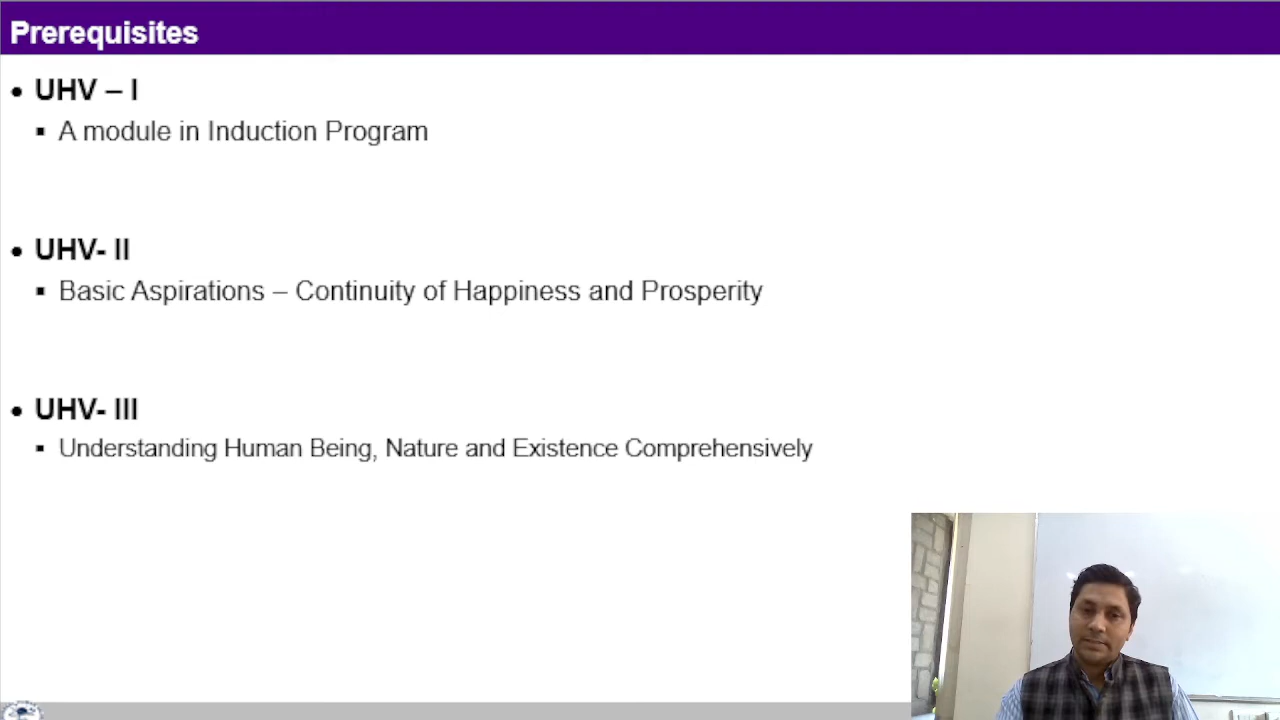 Prerequisites
• UHV – I
▪ A module in Induction Program
• UHV- II
▪ Basic Aspirations – Continuity of Happiness and Prosperity
• UHV- III
▪ Understanding Human Being, Nature and Existence Comprehensively